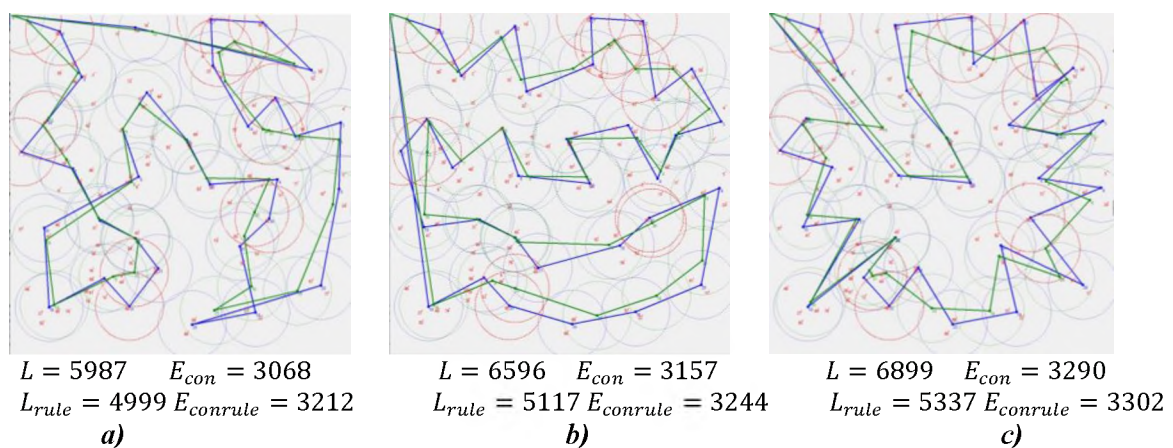 L = 5987 E_con = 3068
L_rule = 4999 E_conrule = 3212
a)
L = 6596 E_con = 3157
L_rule = 5117 E_conrule = 3244
b)
L = 6899 E_con = 3290
L_rule = 5337 E_conrule = 3302
c)